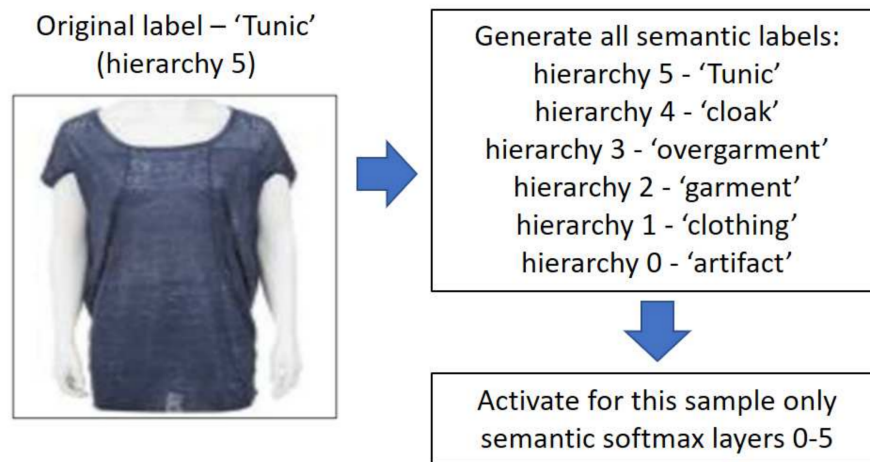 Original label – ‘Tunic’
(hierarchy 5)
Generate all semantic labels:
hierarchy 5 - ‘Tunic’
hierarchy 4 - ‘cloak’
hierarchy 3 - ‘overgarment’
hierarchy 2 - ‘garment’
hierarchy 1 - ‘clothing’
hierarchy 0 - ‘artifact’
Activate for this sample only
semantic softmax layers 0-5